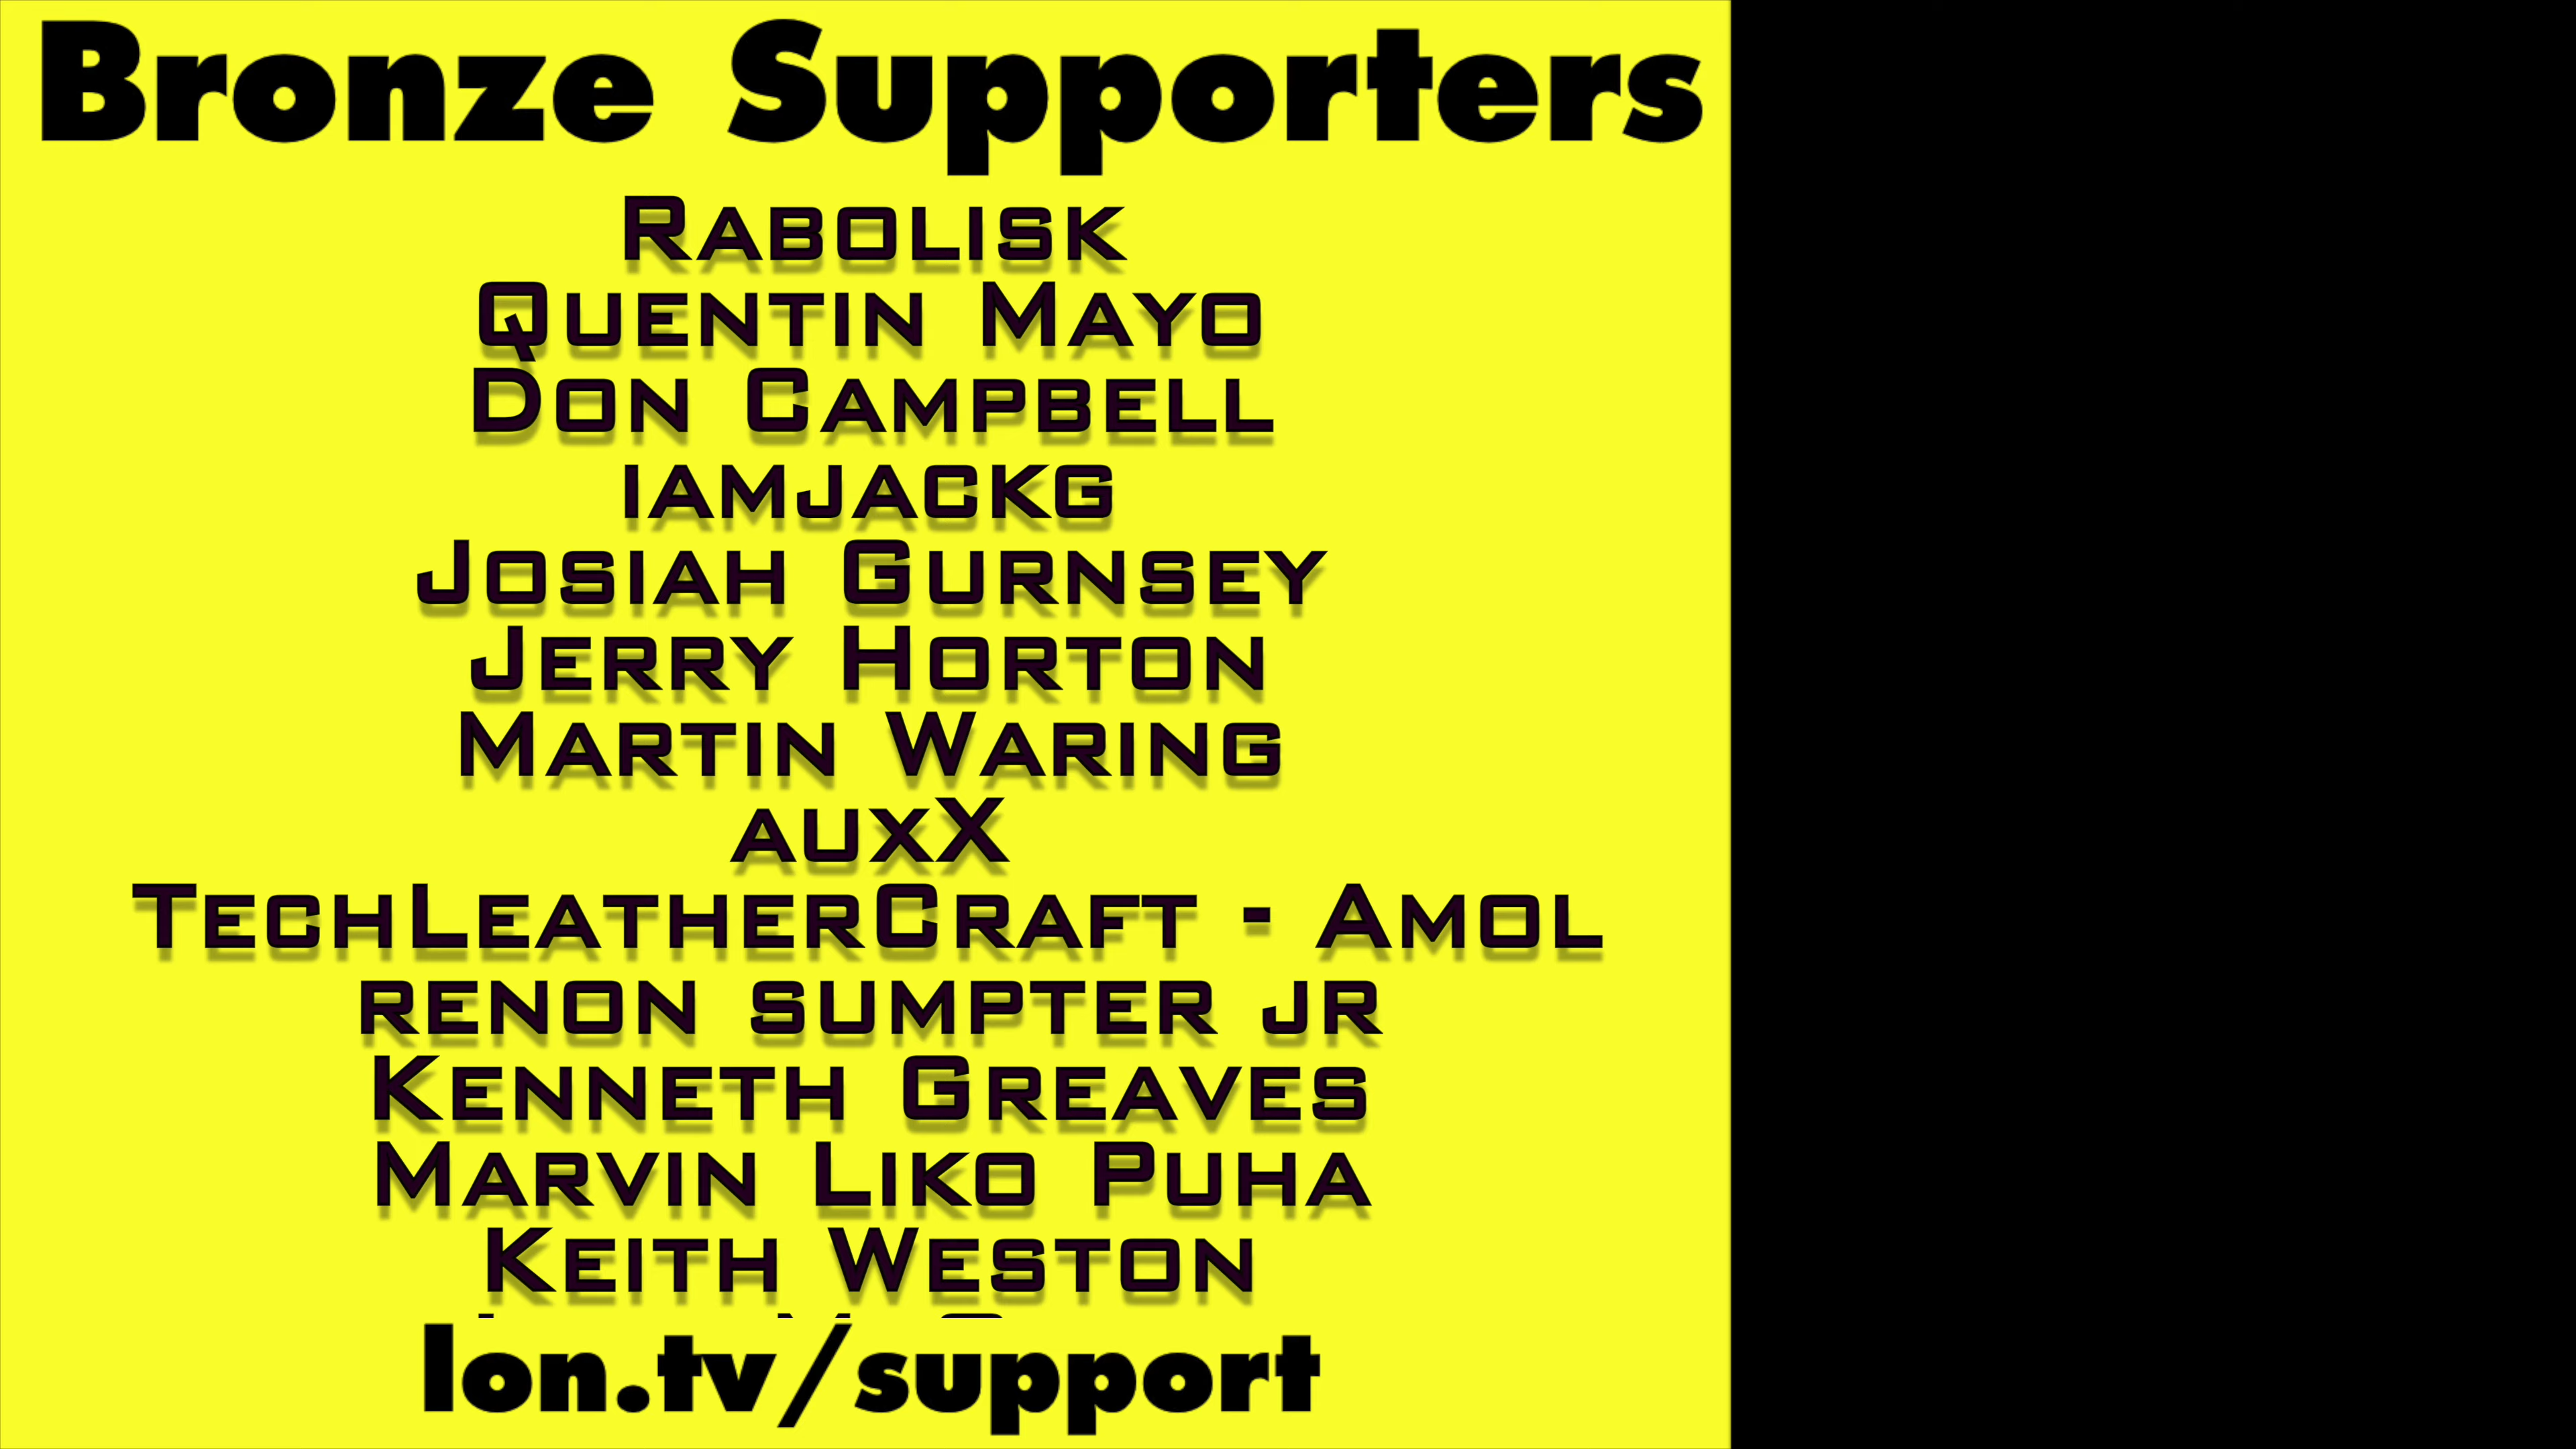 Bronze Supporters
Rabolisk
Quentin Mayo
Don Campbell
iamjackg
Josiah Gurnsey
Jerry Horton
Martin Waring
auxX
TechLeatherCraft - Amol
renon sumpter jr
Kenneth Greaves
Marvin Liko Puha
Keith Weston
lon.tv/support